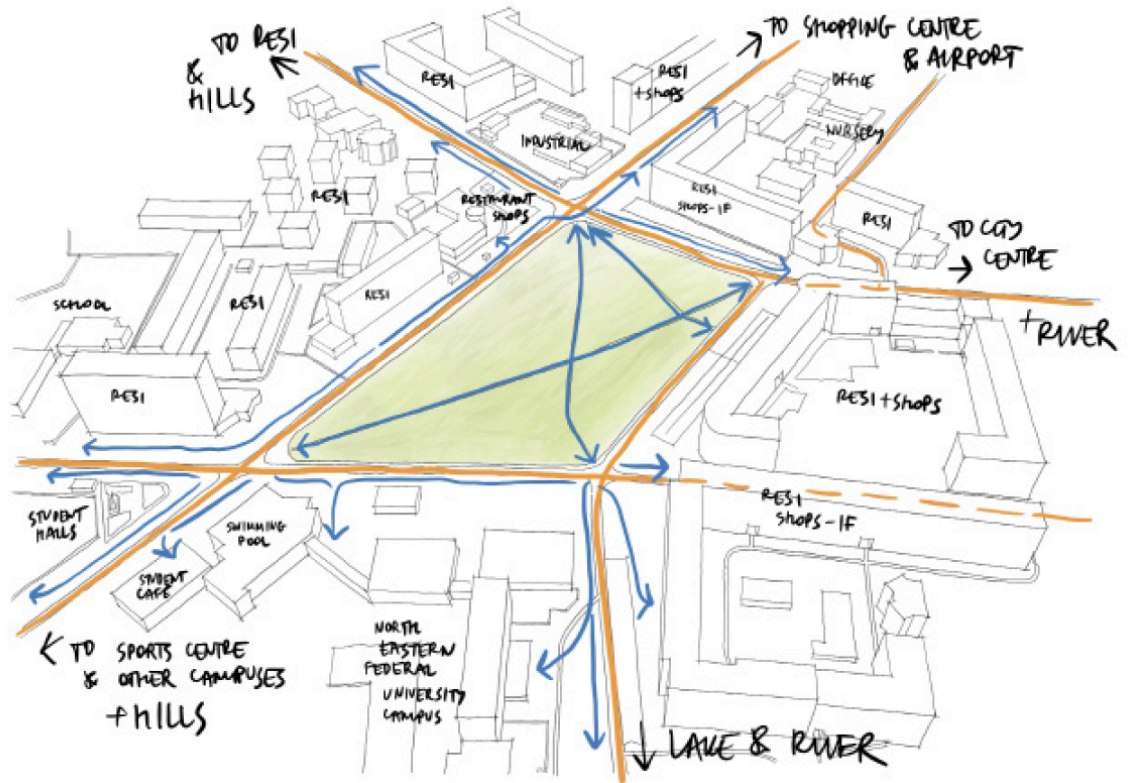 TO RESI
& HILLS
TO SHOPPING CENTRE
& AIRPORT
RESI
RESI
+ SHOPS
OFFICE
NURSERY
INDUSTRIAL
RESI
RESTAURANT
SHOPS
RESI
SHOPS-1F
RESI
TO CITY
CENTRE
+ RIVER
SCHOOL
RESI
RESI
RESI
RESI + SHOPS
RESI
SHOPS-1F
STUDENT
HALLS
SWIMMING
POOL
STUDENT
CAFE
TO SPORTS CENTRE
& OTHER CAMPUSES
+ HILLS
NORTH
EASTERN
FEDERAL
UNIVERSITY
CAMPUS
LAKE & RIVER